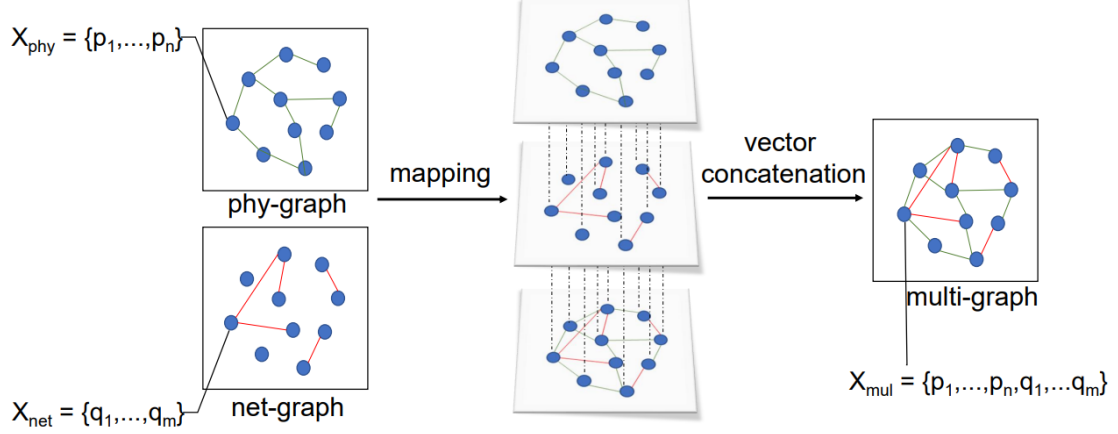 X_phy = {p_1,...,p_n}
phy-graph
mapping
vector
concatenation
multi-graph
X_net = {q_1,...,q_m}
net-graph
X_mul = {p_1,...,p_n,q_1,...q_m}